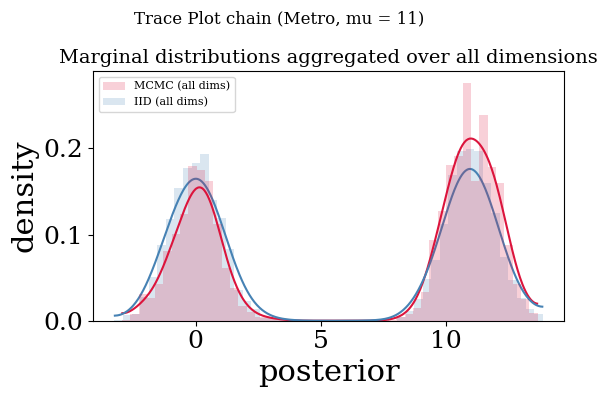 Trace Plot chain (Metro, mu = 11)
Marginal distributions aggregated over all dimensions
MCMC (all dims)
IID (all dims)
density
0.2
0.1
0.0
0 5 10
posterior